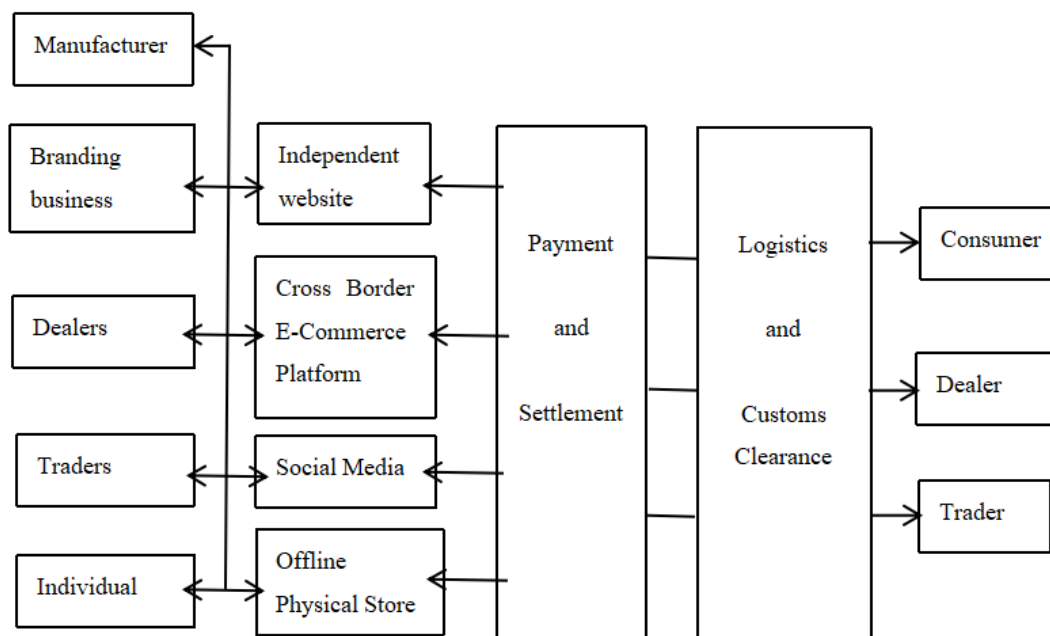 Manufacturer
Branding
business
Dealers
Traders
Individual
Independent
website
Cross Border
E-Commerce
Platform
Social Media
Offline
Physical Store
Payment
and
Settlement
Logistics
and
Customs
Clearance
Consumer
Dealer
Trader